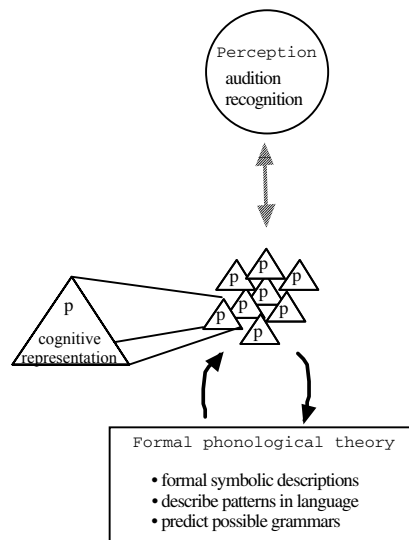 Perception
audition
recognition
p
p
p
p
p
p
p
p
p
cognitive
representation
Formal phonological theory
• formal symbolic descriptions
• describe patterns in language
• predict possible grammars